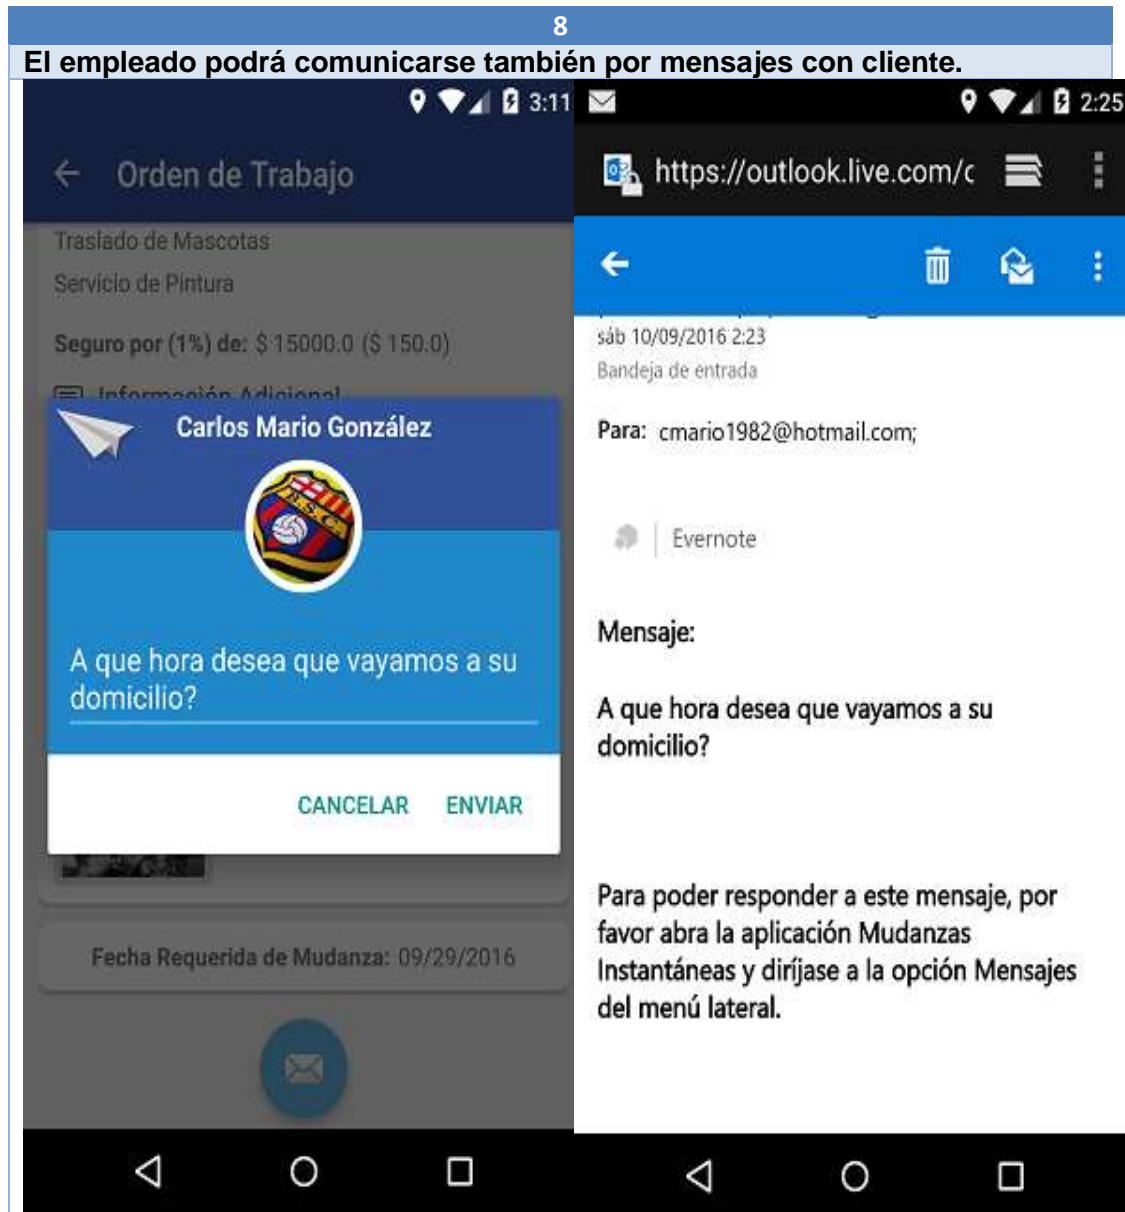 8
El empleado podrá comunicarse también por mensajes con cliente.
3:11
Orden de Trabajo
Traslado de Mascotas
Servicio de Pintura
Seguro por (1%) de: $ 15000.0 ($ 150.0)
Información Adicional
Carlos Mario González
B.S.C.
A que hora desea que vayamos a su
domicilio?
CANCELAR ENVIAR
Fecha Requerida de Mudanza: 09/29/2016
2:25
https://outlook.live.com/c
sáb 10/09/2016 2:23
Bandeja de entrada
Para: cmario1982@hotmail.com;
Evernote
Mensaje:
A que hora desea que vayamos a su
domicilio?
Para poder responder a este mensaje, por
favor abra la aplicación Mudanzas
Instantáneas y diríjase a la opción Mensajes
del menú lateral.